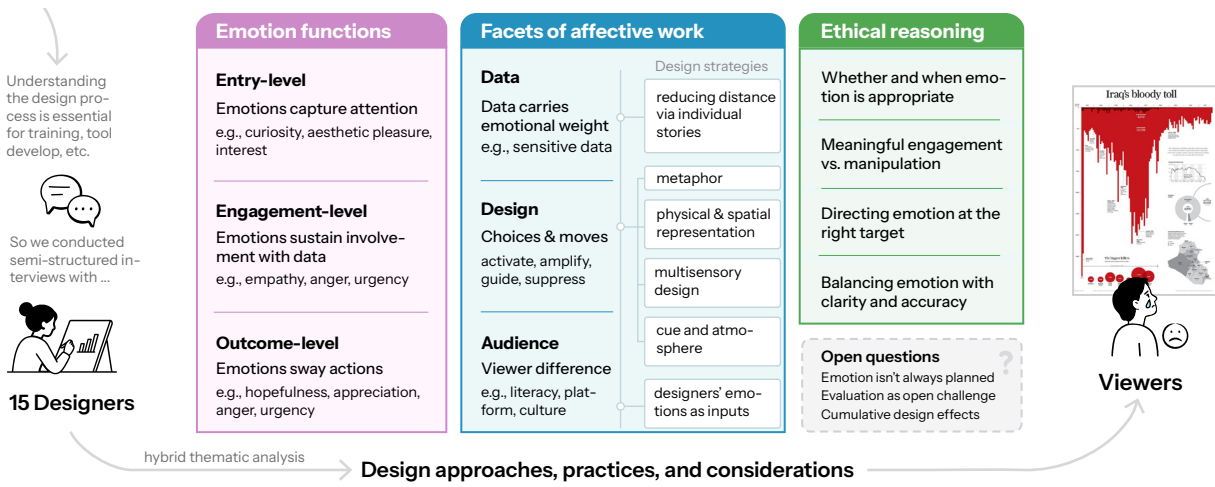 Understanding
the design pro-
cess is essential
for training, tool
develop, etc.
So we conducted
semi-structured in-
terviews with ...
15 Designers
hybrid thematic analysis
Emotion functions
Entry-level
Emotions capture attention
e.g., curiosity, aesthetic pleasure,
interest
Engagement-level
Emotions sustain involve-
ment with data
e.g., empathy, anger, urgency
Outcome-level
Emotions sway actions
e.g., hopefulness, appreciation,
anger, urgency
Facets of affective work
Data
Data carries
emotional weight
e.g., sensitive data
Design
Choices & moves
activate, amplify,
guide, suppress
Audience
Viewer difference
e.g., literacy, plat-
form, culture
Design strategies
reducing distance
via individual
stories
metaphor
physical & spatial
representation
multisensory
design
cue and atmo-
sphere
designers' emo-
tions as inputs
Ethical reasoning
Whether and when emo-
tion is appropriate
Meaningful engagement
vs. manipulation
Directing emotion at the
right target
Balancing emotion with
clarity and accuracy
Open questions
?
Emotion isn't always planned
Evaluation as open challenge
Cumulative design effects
Iraq's bloody toll
Viewers
Design approaches, practices, and considerations